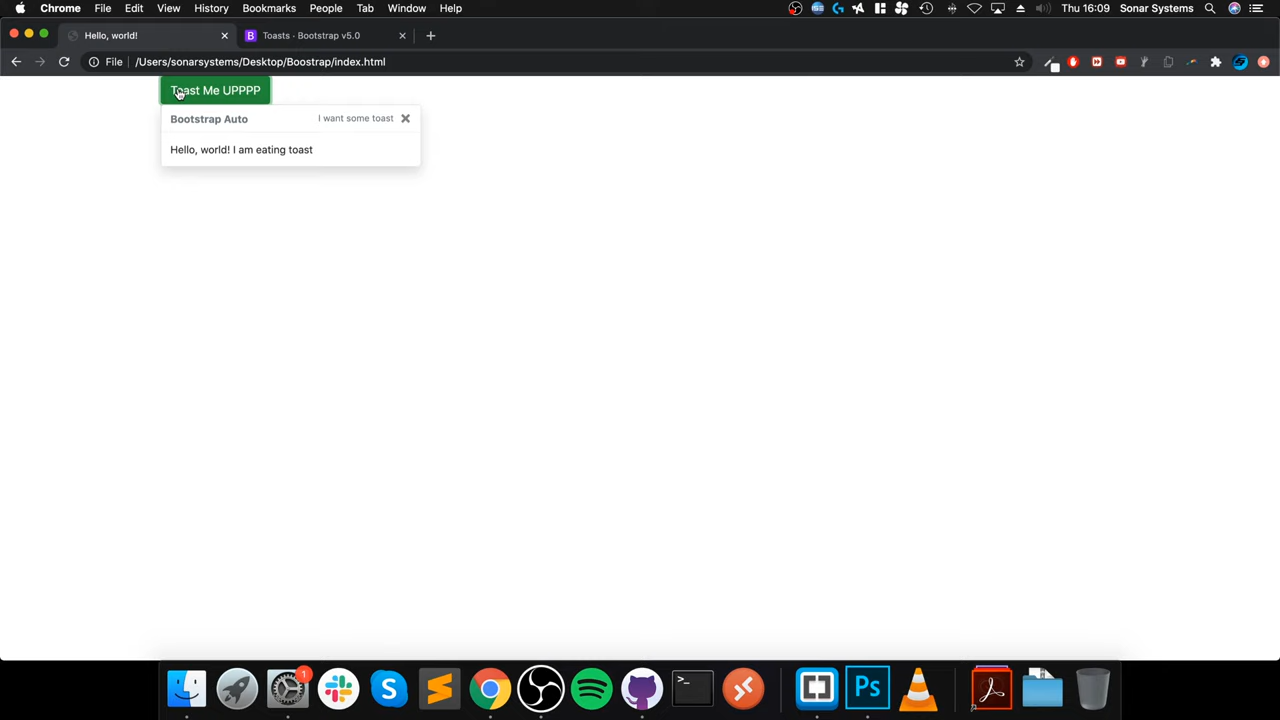 Chrome File Edit View History Bookmarks People Tab Window Help Thu 16:09 Sonar Systems
Hello, world! Toasts · Bootstrap v5.0
File /Users/sonarsystems/Desktop/Boostrap/index.html
Toast Me UPPPP
Bootstrap Auto I want some toast
Hello, world! I am eating toast
1
Ps